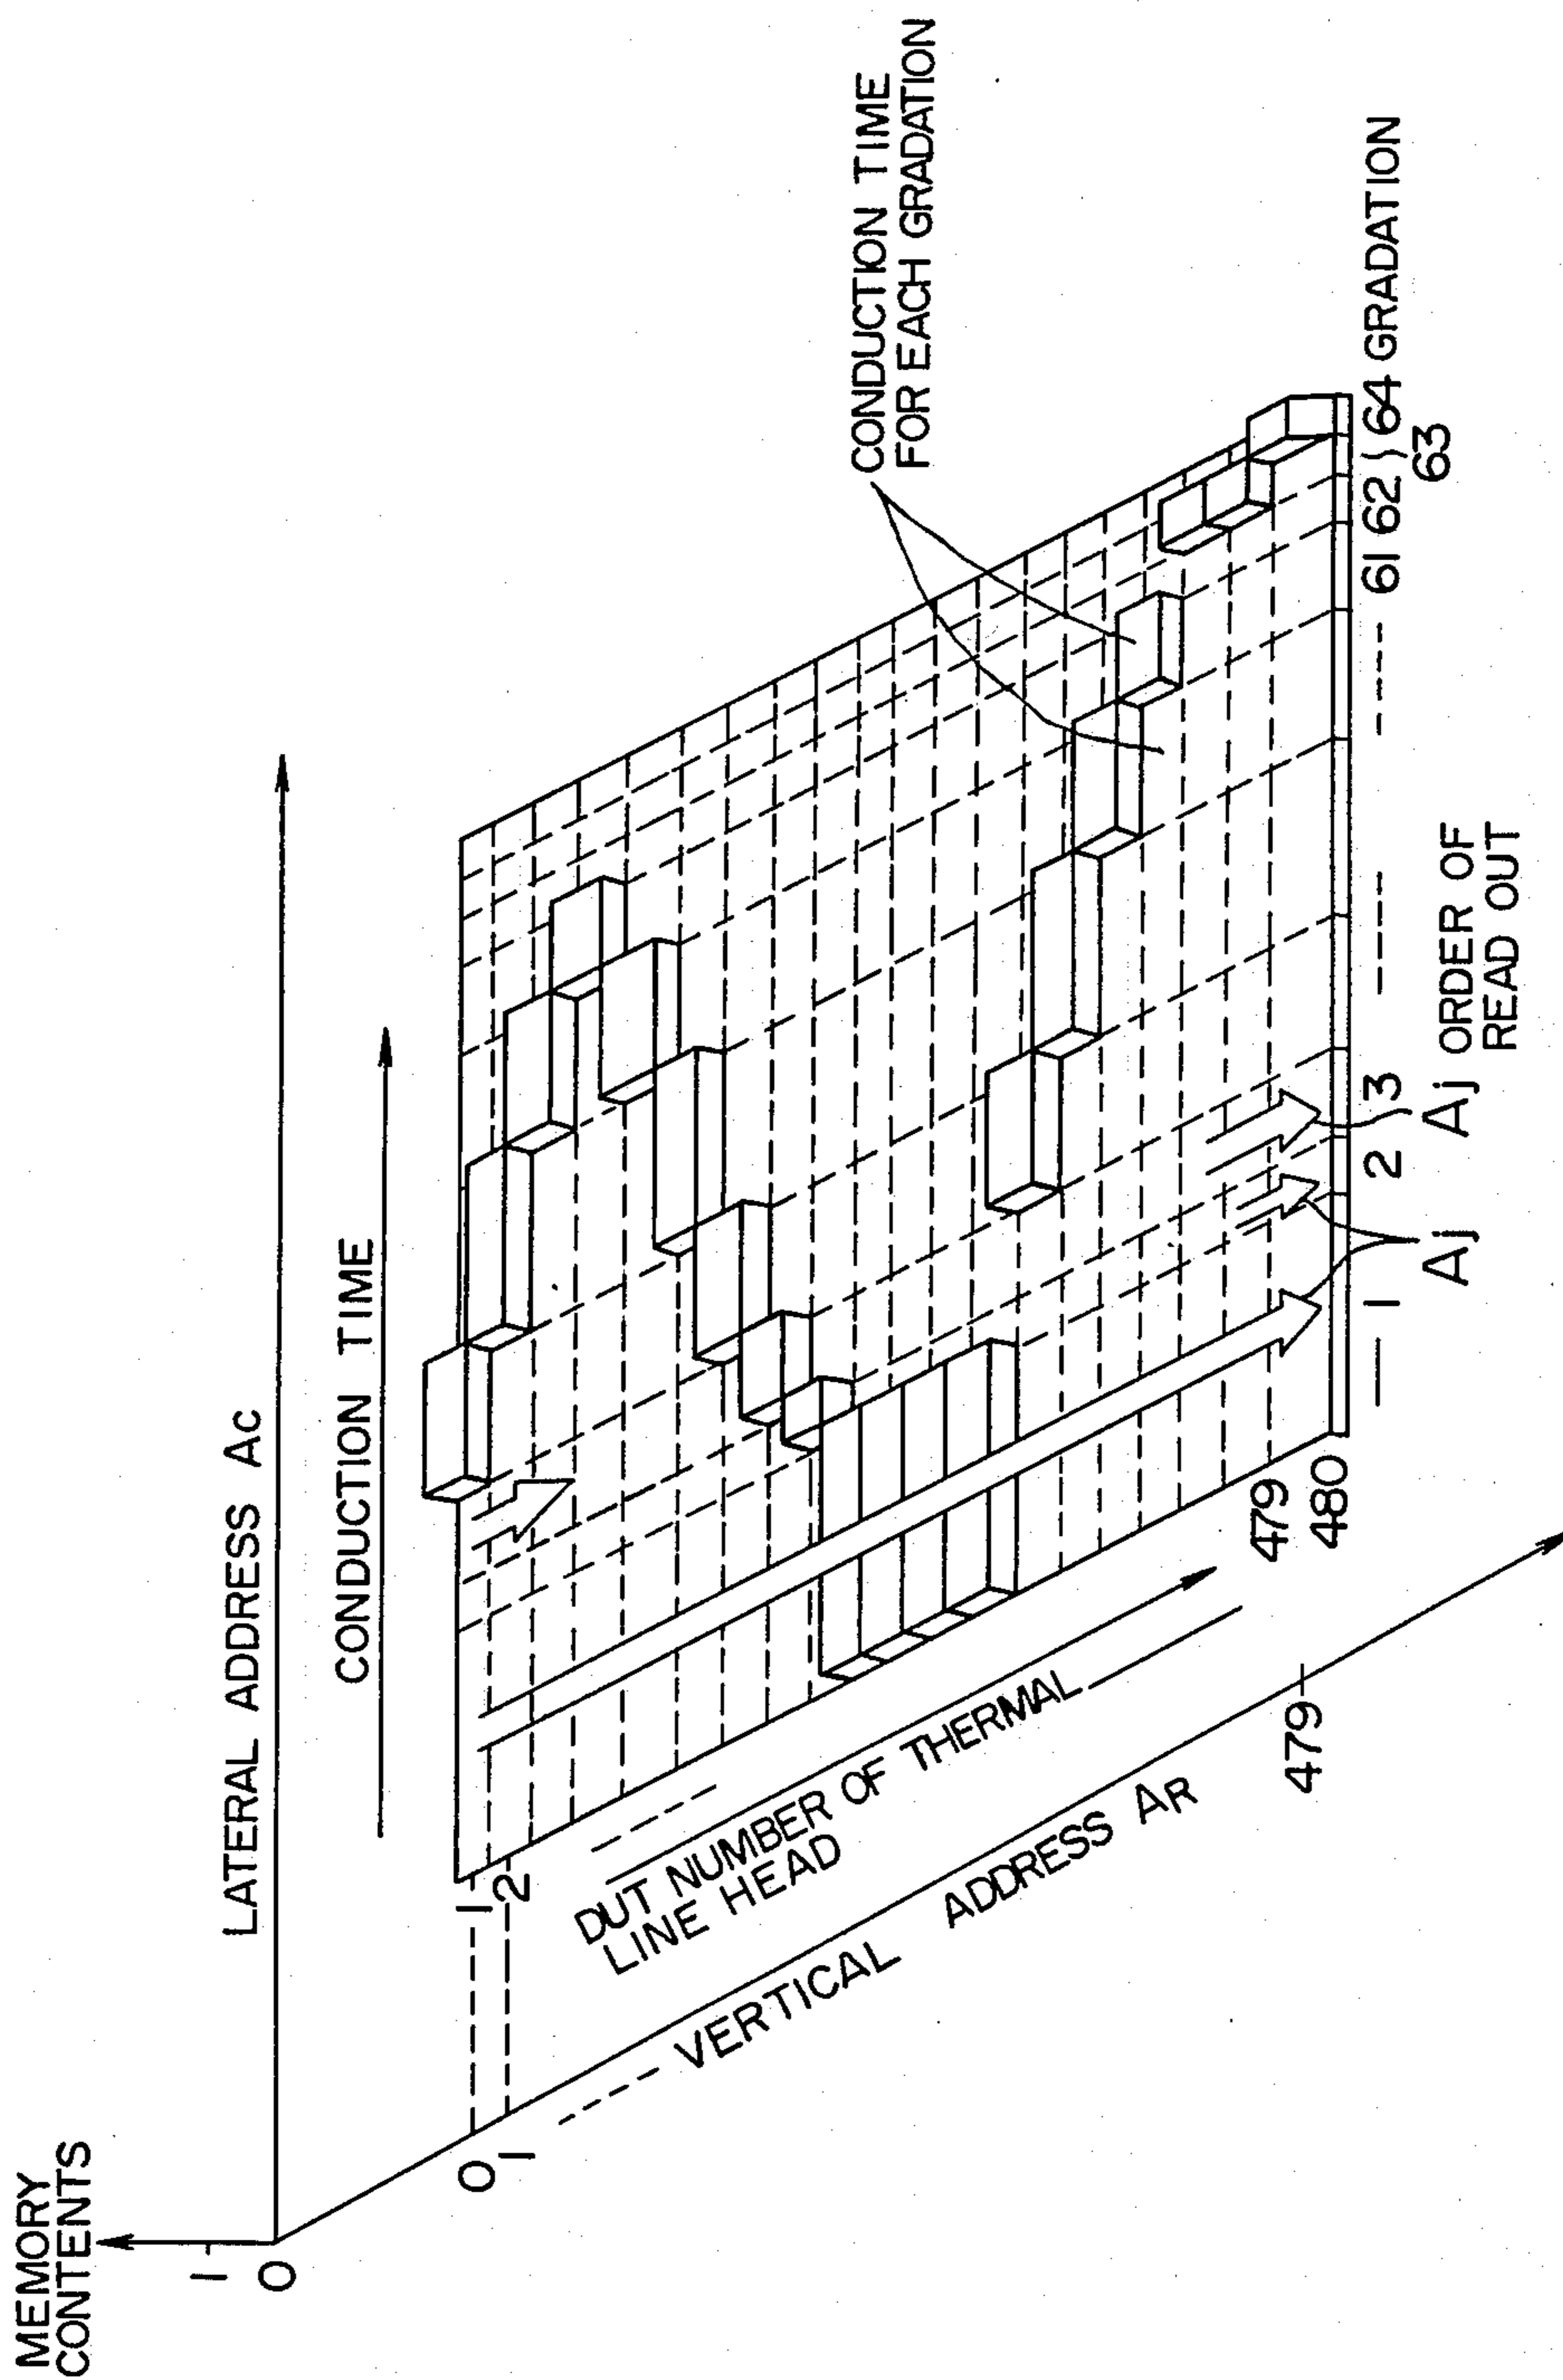 MEMORY
CONTENTS
1
0
LATERAL ADDRESS AC
CONDUCTION TIME
0
1
1
2
DUT NUMBER OF THERMAL
LINE HEAD
VERTICAL ADDRESS AR
479
479
480
CONDUCTION TIME
FOR EACH GRADATION
1 2 3 61 62 64 GRADATION
63
Aj Aj ORDER OF
READ OUT